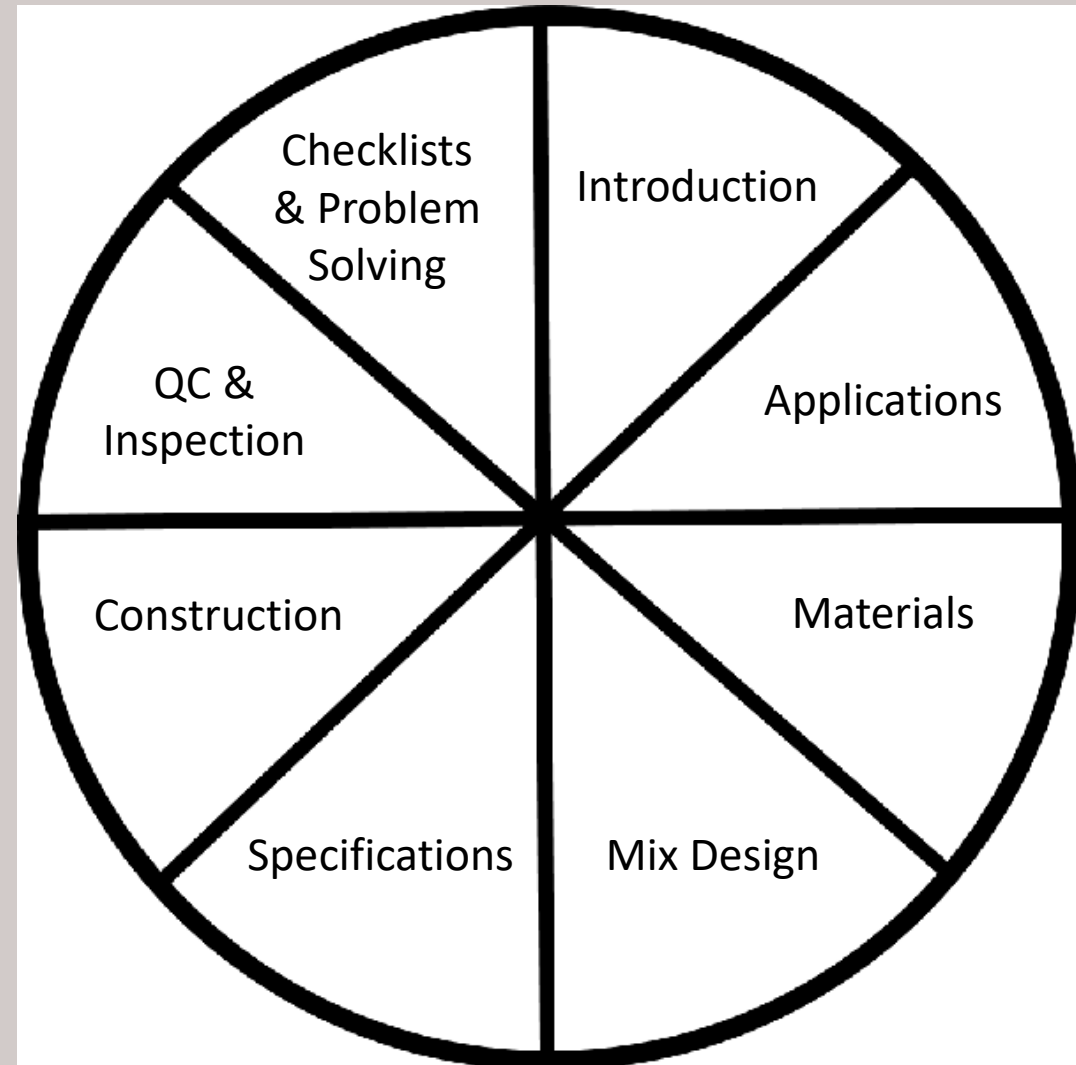 Introduction
Applications
Materials
Mix Design
Specifications
Construction
QC &
Inspection
Checklists
& Problem
Solving